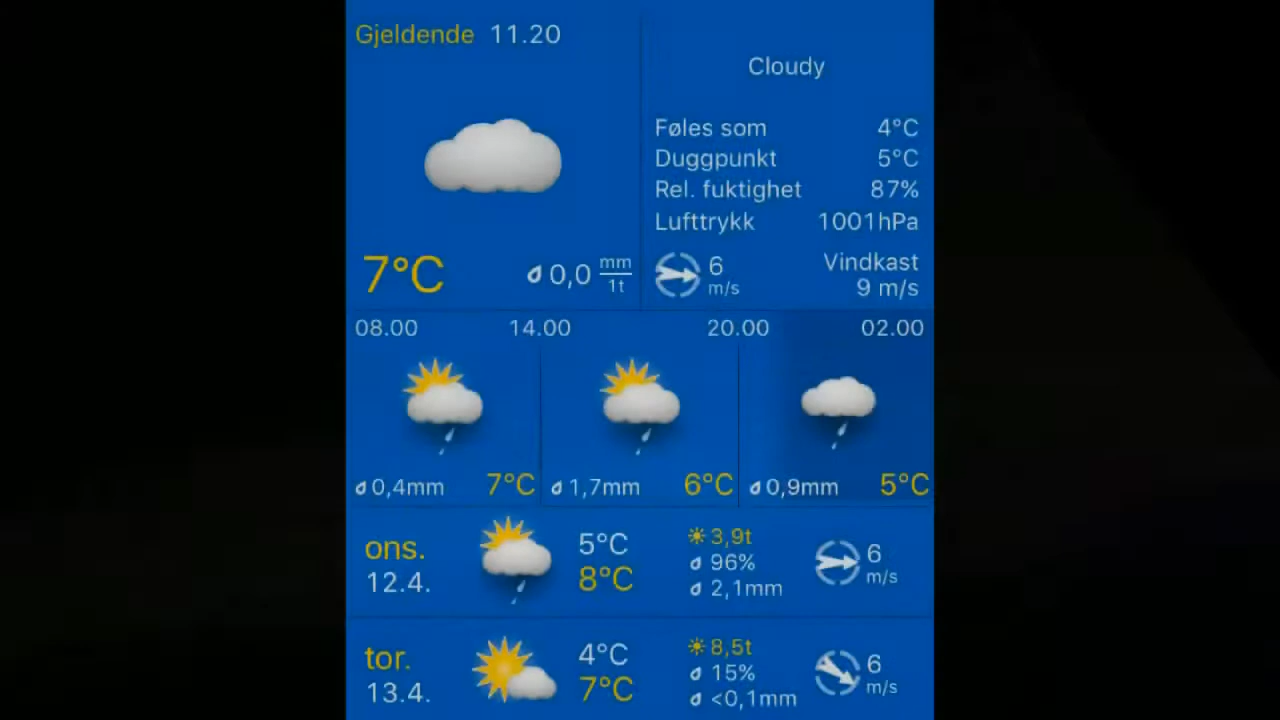 Gjeldende 11.20
Cloudy
Føles som 4°C
Duggpunkt 5°C
Rel. fuktighet 87%
Lufttrykk 1001hPa
7°C 0,0 mm/1t
6 m/s
Vindkast
9 m/s
08.00 14.00 20.00 02.00
0,4mm 7°C 1,7mm 6°C 0,9mm 5°C
ons.
12.4.
5°C
8°C
3,9t
96%
2,1mm
6
m/s
tor.
13.4.
4°C
7°C
8,5t
15%
<0,1mm
6
m/s